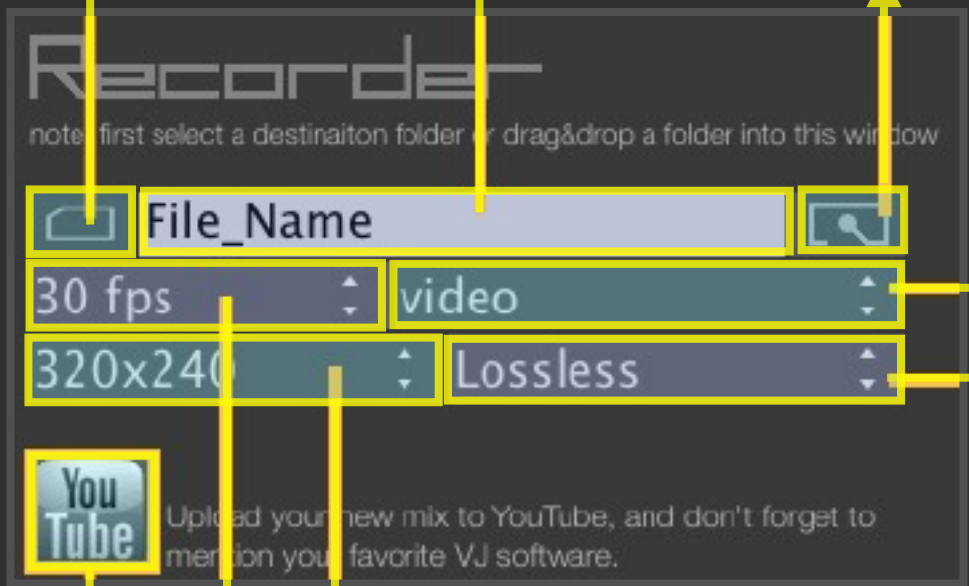 Recorder
note: first select a destinaiton folder or drag&drop a folder into this window
File_Name
30 fps
video
320x240
Lossless
You
Tube
Upload your new mix to YouTube, and don't forget to
mention your favorite VJ software.